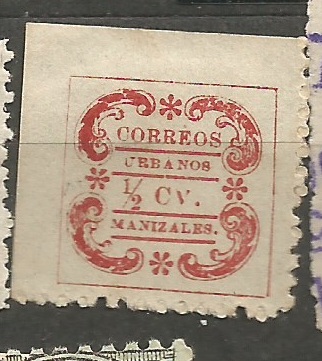 CORREOS
URBANOS
½ CV.
MANIZALES.